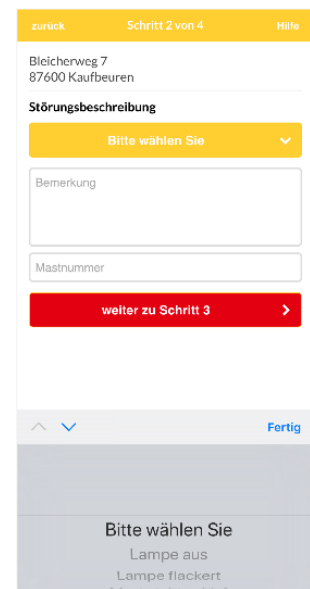 zurück Schritt 2 von 4 Hilfe
Bleicherweg 7
87600 Kaufbeuren
Störungsbeschreibung
Bitte wählen Sie
Bemerkung
Mastnummer
weiter zu Schritt 3
Fertig
Bitte wählen Sie
Lampe aus
Lampe flackert